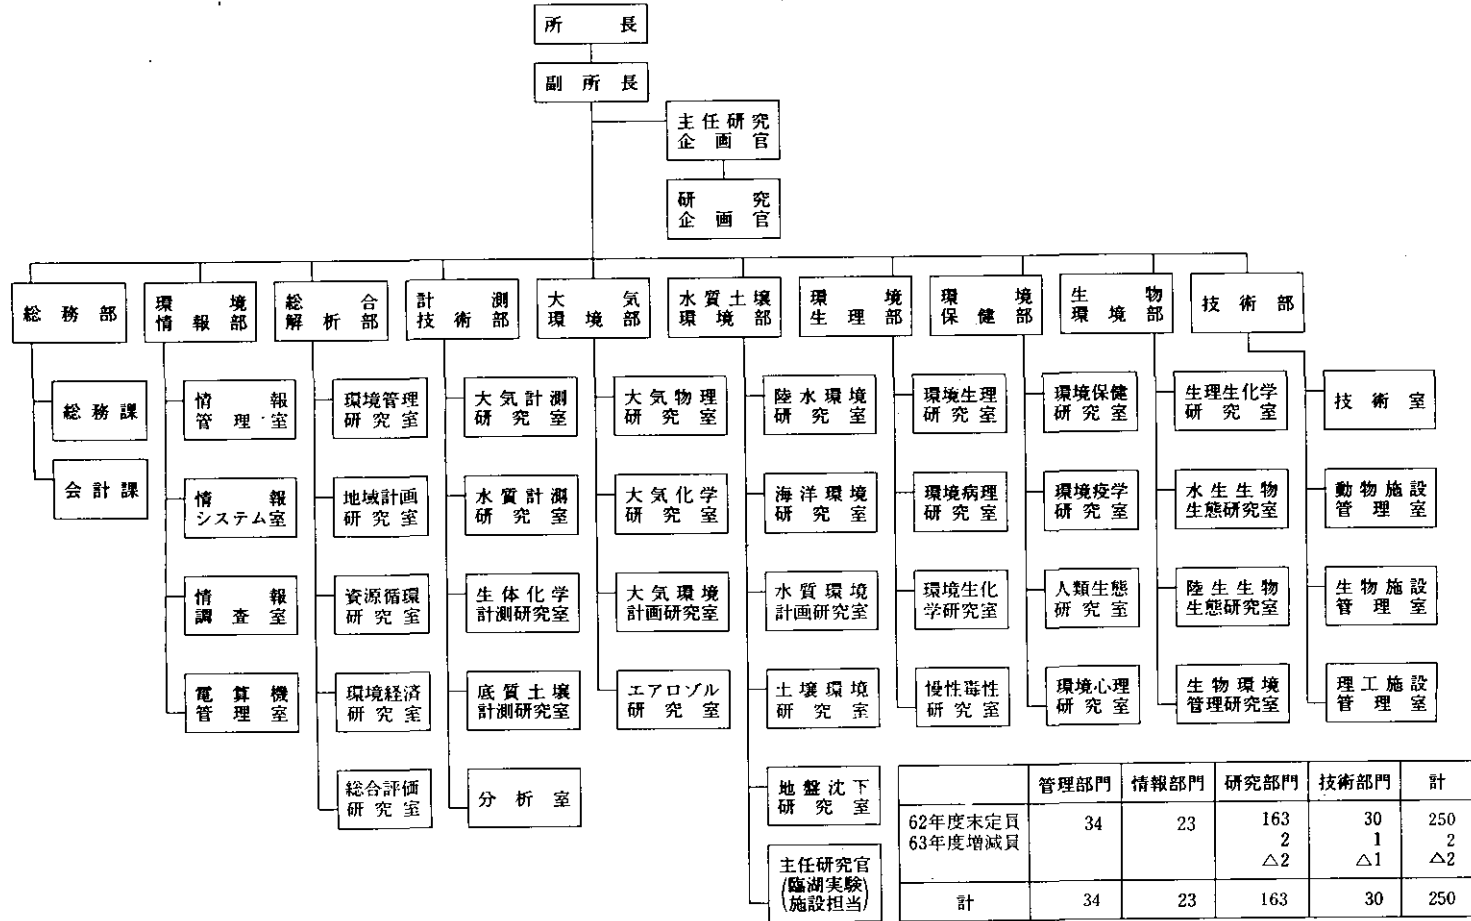 所長
副所長
主任研究
企画官
研究
企画官
総務部
環境
情報部
総合
解析部
計測
技術部
大気
環境部
水質土壌
環境部
環境
生理部
環境
保健部
生物
環境部
技術部
総務課
会計課
情報
管理室
情報
システム室
情報
調査室
電算機
管理室
環境管理
研究室
地域計画
研究室
資源循環
研究室
環境経済
研究室
総合評価
研究室
大気計測
研究室
水質計測
研究室
生体化学
計測研究室
底質土壌
計測研究室
分析室
大気物理
研究室
大気化学
研究室
大気環境
計画研究室
エアロゾル
研究室
陸水環境
研究室
海洋環境
研究室
水質環境
計画研究室
土壌環境
研究室
地盤沈下
研究室
主任研究官
(臨湖実験
施設担当)
環境生理
研究室
環境病理
研究室
環境生化
学研究室
慢性毒性
研究室
環境保健
研究室
環境疫学
研究室
人類生態
研究室
環境心理
研究室
生理生化学
研究室
水生生物
生態研究室
陸生生物
生態研究室
生物環境
管理研究室
技術室
動物施設
管理室
生物施設
管理室
理工施設
管理室
管理部門 情報部門 研究部門 技術部門 計
62年度末定員 34 23 163 30 250
63年度増減員 2 1 2
△2 △1 △2
計 34 23 163 30 250